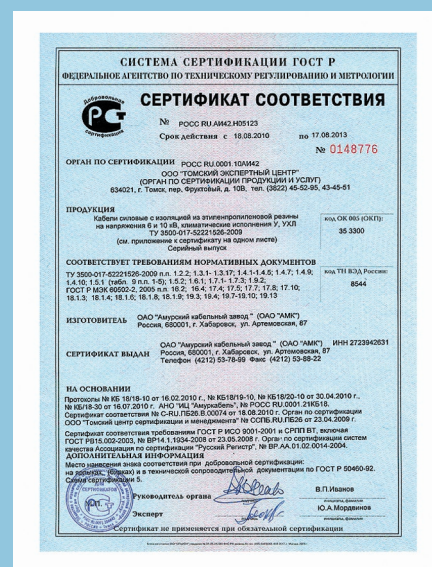 СИСТЕМА СЕРТИФИКАЦИИ ГОСТ Р
ФЕДЕРАЛЬНОЕ АГЕНТСТВО ПО ТЕХНИЧЕСКОМУ РЕГУЛИРОВАНИЮ И МЕТРОЛОГИИ
Добровольная
сертификация
СЕРТИФИКАТ СООТВЕТСТВИЯ
№ РОСС RU.АИ42.Н05123
Срок действия с 18.08.2010 по 17.08.2013
№ 0148776
ОРГАН ПО СЕРТИФИКАЦИИ РОСС RU.0001.10АИ42
ООО "ТОМСКИЙ ЭКСПЕРТНЫЙ ЦЕНТР"
(ОРГАН ПО СЕРТИФИКАЦИИ ПРОДУКЦИИ И УСЛУГ)
634021, г. Томск, пер. Фруктовый, д. 10В, тел. (3822) 45-52-95, 43-45-51
ПРОДУКЦИЯ
Кабели силовые с изоляцией из этиленпропиленовой резины
на напряжения 6 и 10 кВ, климатические исполнения У, УХЛ
ТУ 3500-017-52221526-2009
(см. приложение к сертификату на одном листе)
Серийный выпуск
код ОК 005 (ОКП):
35 3300
СООТВЕТСТВУЕТ ТРЕБОВАНИЯМ НОРМАТИВНЫХ ДОКУМЕНТОВ
ТУ 3500-017-52221526-2009 п.п. 1.2.2; 1.3.1- 1.3.17; 1.4.1-1.4.5; 1.4.7; 1.4.9;
1.4.10; 1.5.1 (табл. 9 п.п. 1-5); 1.5.2; 1.6.1; 1.7.1- 1.7.3; 1.9.2,
ГОСТ Р МЭК 60502-2, 2005 п.п. 16.2; 16.4; 17.4; 17.5; 17.7; 17.8; 17.10;
18.1.3; 18.1.4; 18.1.6; 18.1.8; 18.1.9; 19.3; 19.4; 19.7-19.10; 19.13
код ТН ВЭД России:
8544
ИЗГОТОВИТЕЛЬ ОАО "Амурский кабельный завод " (ОАО "АМК")
Россия, 680001, г. Хабаровск, ул. Артемовская, 87
СЕРТИФИКАТ ВЫДАН ОАО "Амурский кабельный завод " (ОАО "АМК") ИНН 2723942631
Россия, 680001, г. Хабаровск, ул. Артемовская, 87
Телефон (4212) 53-78-99 Факс (4212) 53-88-22
НА ОСНОВАНИИ
Протоколы № КБ 18/18-10 от 16.02.2010 г., № КБ18/19-10, № КБ18/20-10 от 30.04.2010 г.,
№ КБ/18-30 от 16.07.2010 г. АНО "ИЦ "Амуркабель", № РОСС RU.0001.21КБ18.
Сертификат соответствия № C-RU.ПБ26.В.00074 от 18.08.2010 г. Орган по сертификации
ООО "Томский центр сертификации и менеджмента" № ССПБ.RU.ПБ26 от 23.04.2009 г.
Сертификат соответствия требованиям ГОСТ Р ИСО 9001-2001 и СРПП ВТ, включая
ГОСТ РВ15.002-2003, № ВР14.1.1934-2008 от 23.05.2008 г. Орган по сертификации систем
качества Ассоциация по сертификации "Русский Регистр", № ВР.АА.01.02.0014-2004.
ДОПОЛНИТЕЛЬНАЯ ИНФОРМАЦИЯ
Место нанесения знака соответствия при добровольной сертификации:
на ярлыках, (бирках) и в технической сопроводительной документации по ГОСТ Р 50460-92.
Схема сертификации 5.
Руководитель органа
В.П.Иванов
инициалы, фамилия
Эксперт
Ю.А.Мордвинов
инициалы, фамилия
Сертификат не применяется при обязательной сертификации